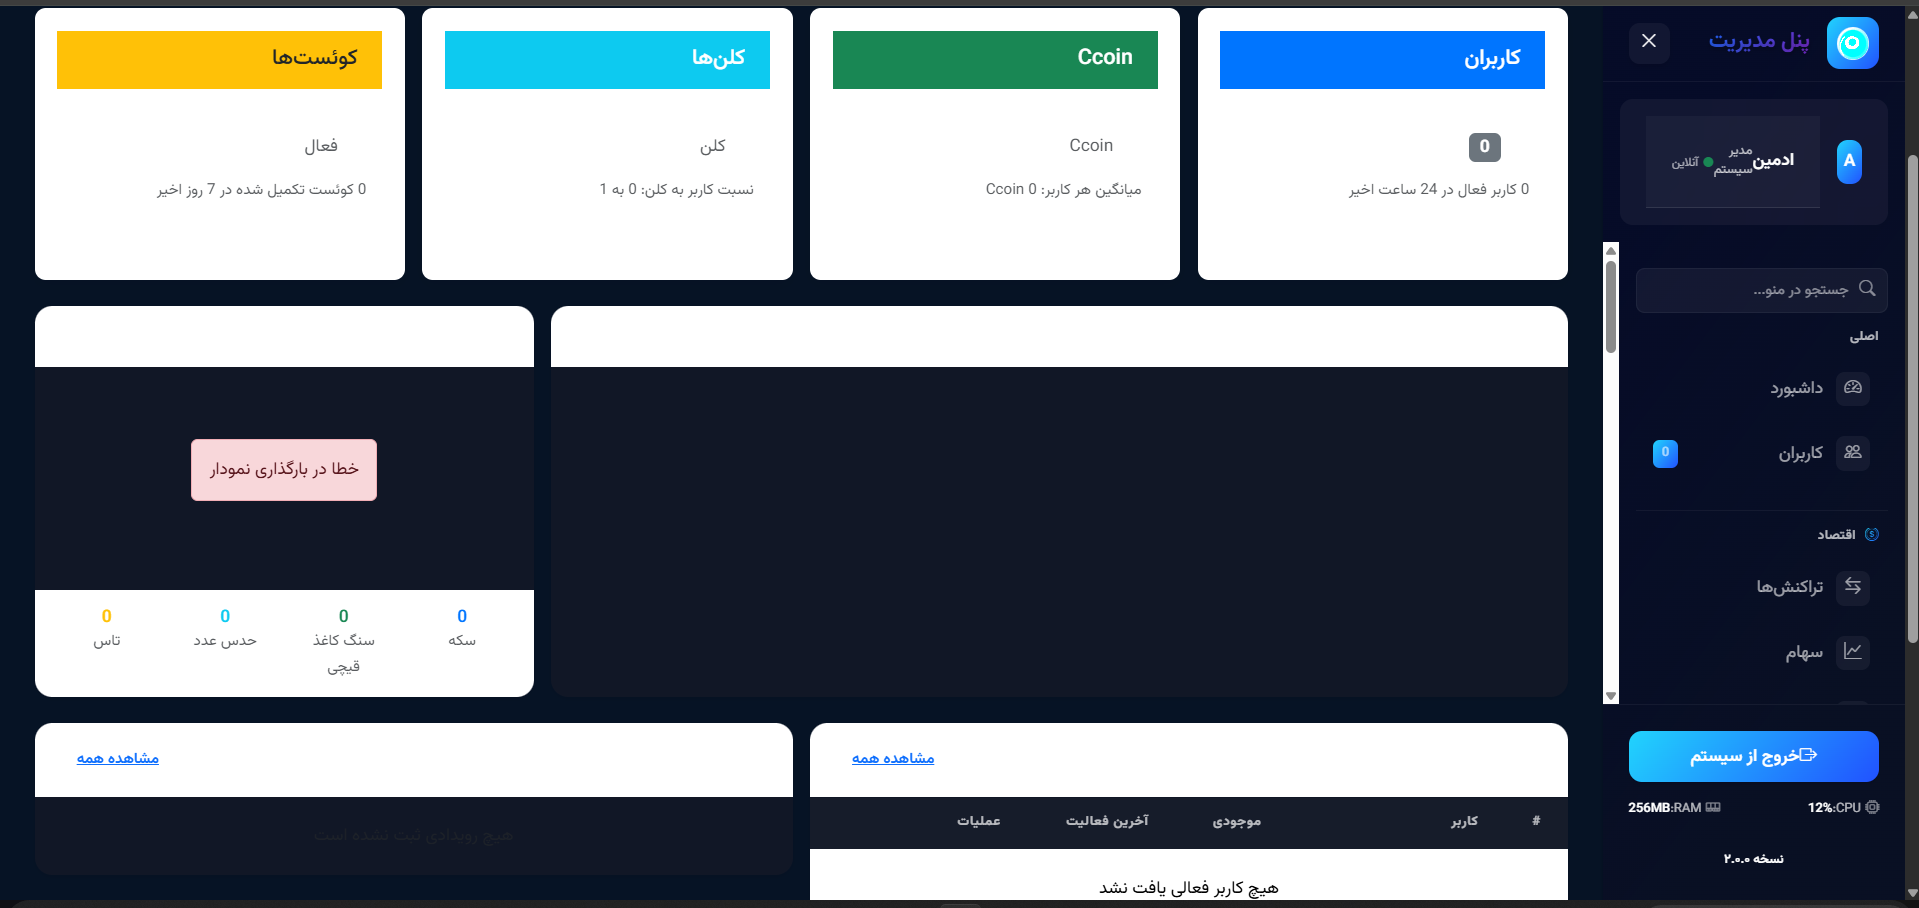 پنل مدیریت
A
ادمین
مدیر سیستم
آنلاین
جستجو در منو...
اصلی
داشبورد
کاربران
0
اقتصاد
تراکنش‌ها
سهام
خروج از سیستم
CPU: 12%
RAM: 256MB
نسخه ۲.۰.۰
کاربران
0
0 کاربر فعال در 24 ساعت اخیر
Ccoin
Ccoin
میانگین هر کاربر: 0 Ccoin
کلن‌ها
کلن
نسبت کاربر به کلن: 0 به 1
کوئست‌ها
فعال
0 کوئست تکمیل شده در 7 روز اخیر
خطا در بارگذاری نمودار
0
سکه
0
سنگ کاغذ
قیچی
0
حدس عدد
0
تاس
مشاهده همه
# کاربر موجودی آخرین فعالیت عملیات
هیچ کاربر فعالی یافت نشد
مشاهده همه
هیچ رویدادی ثبت نشده است